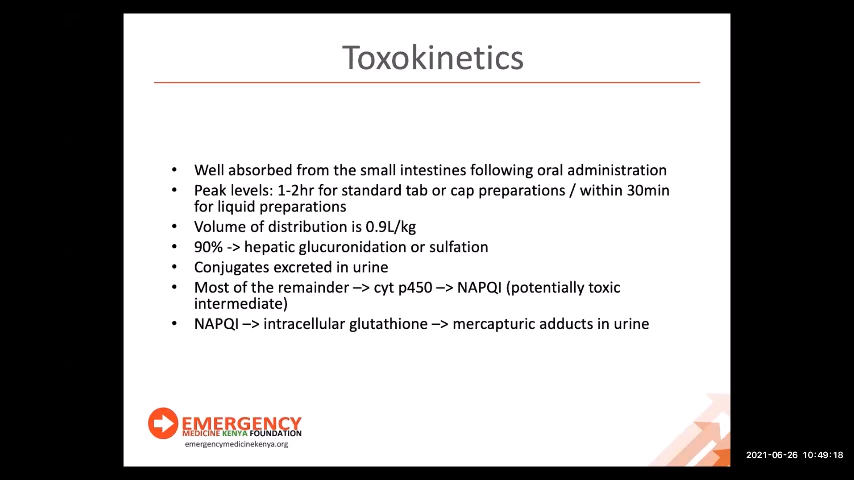 Toxokinetics
• Well absorbed from the small intestines following oral administration
• Peak levels: 1-2hr for standard tab or cap preparations / within 30min
for liquid preparations
• Volume of distribution is 0.9L/kg
• 90% -> hepatic glucuronidation or sulfation
• Conjugates excreted in urine
• Most of the remainder –> cyt p450 –> NAPQI (potentially toxic
intermediate)
• NAPQI –> intracellular glutathione –> mercapturic adducts in urine
EMERGENCY
MEDICINE KENYA FOUNDATION
emergencymedicinekenya.org
2021-06-26 10:49:18